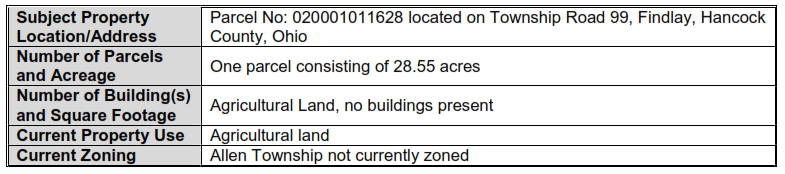 Subject Property Parcel No: 020001011628 located on Township Road 99, Findlay, Hancock
Location/Address County, Ohio
Number of Parcels
and Acreage One parcel consisting of 28.55 acres
Number of Building(s)
and Square Footage Agricultural Land, no buildings present
Current Property Use Agricultural land
Current Zoning Allen Township not currently zoned